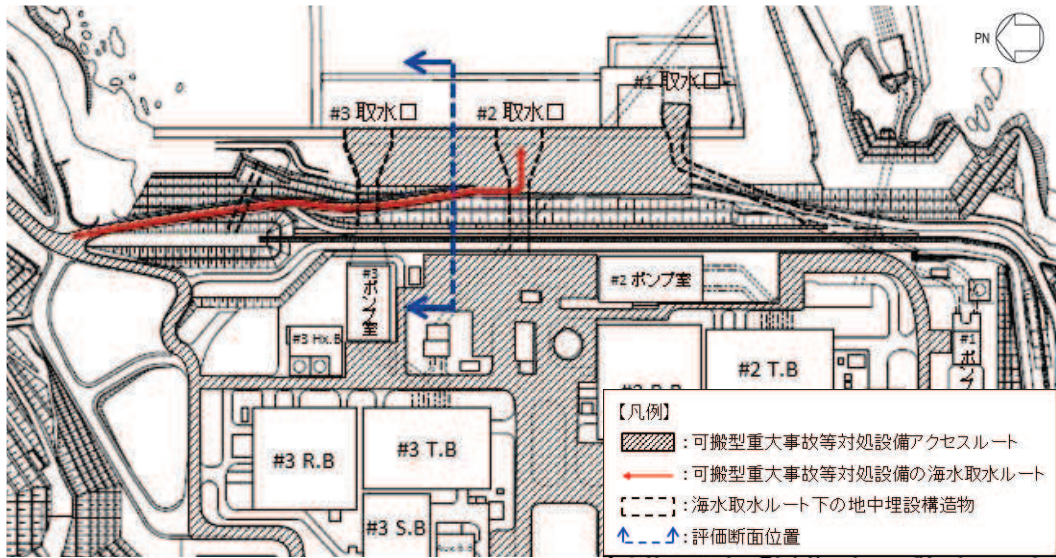 PN
#1 取水口
#3 取水口
#2 取水口
#3
ポンプ室
#2 ポンプ室
#3 Hx.B
#1
ポンプ
#2 T.B
#3 R.B
#3 T.B
#3 S.B
【凡例】
:可搬型重大事故等対処設備アクセスルート
:可搬型重大事故等対処設備の海水取水ルート
:海水取水ルート下の地中埋設構造物
:評価断面位置